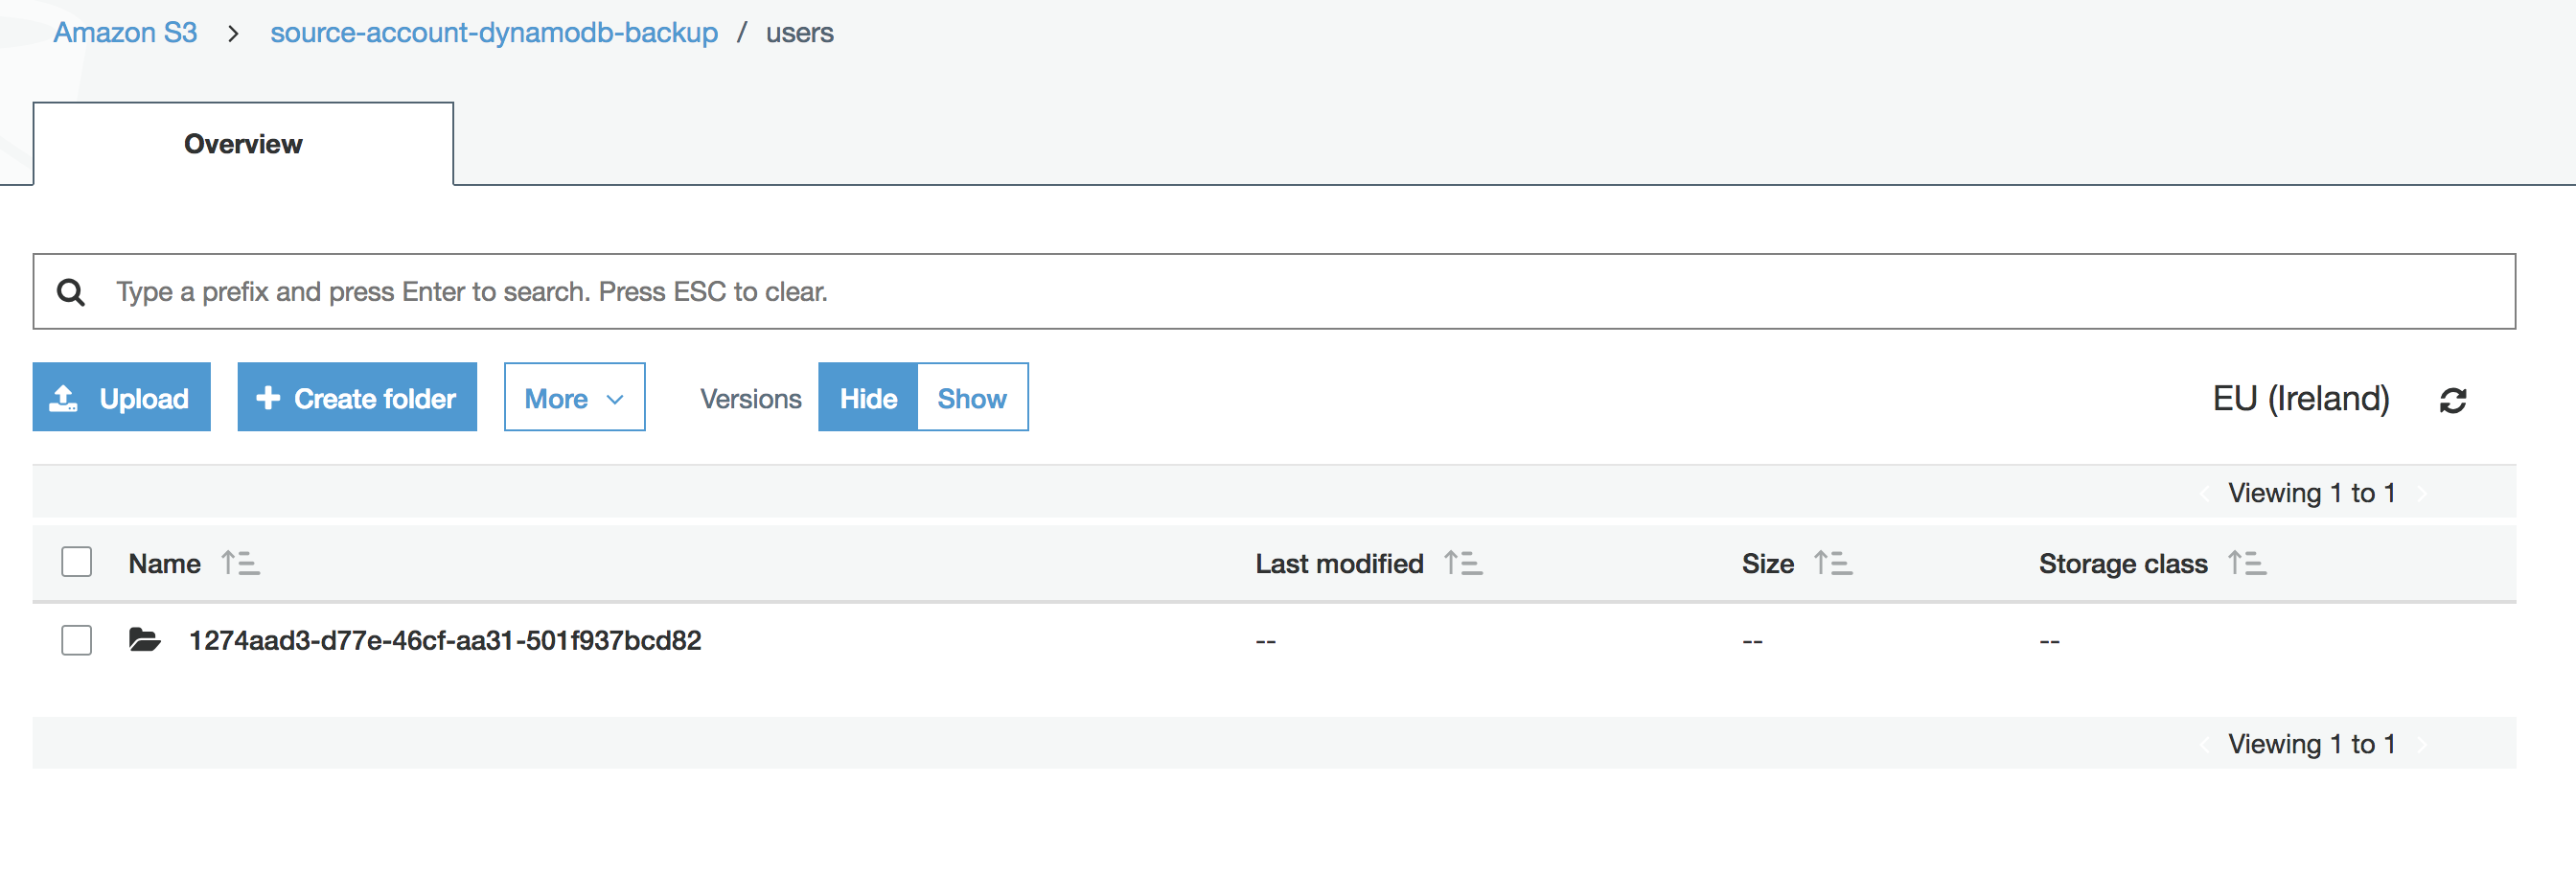 Amazon S3 > source-account-dynamodb-backup / users
Overview
Type a prefix and press Enter to search. Press ESC to clear.
Upload + Create folder More Versions Hide Show EU (Ireland)
Viewing 1 to 1
Name Last modified Size Storage class
1274aad3-d77e-46cf-aa31-501f937bcd82 -- -- --
Viewing 1 to 1